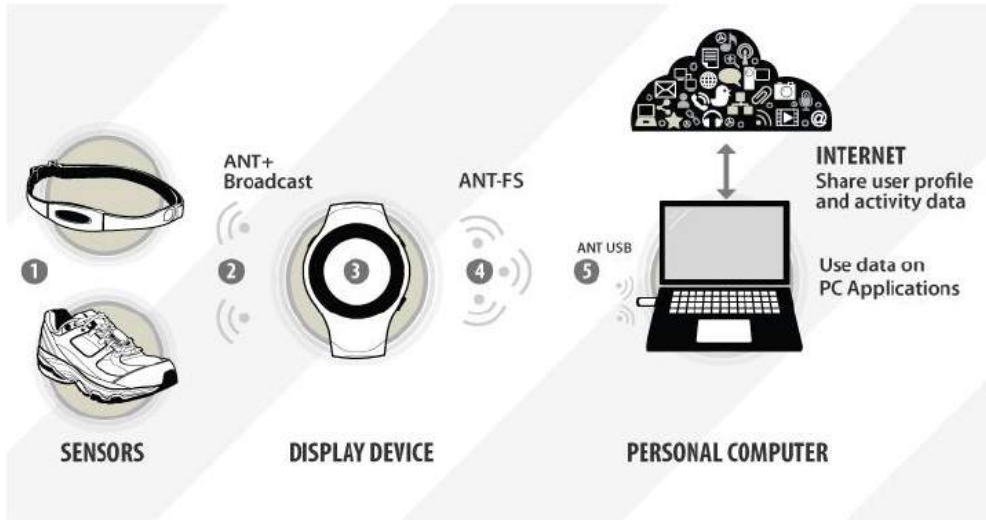 ANT+
Broadcast
ANT-FS
INTERNET
Share user profile
and activity data
ANT USB
1
2
3
4
5
Use data on
PC Applications
SENSORS
DISPLAY DEVICE
PERSONAL COMPUTER
@